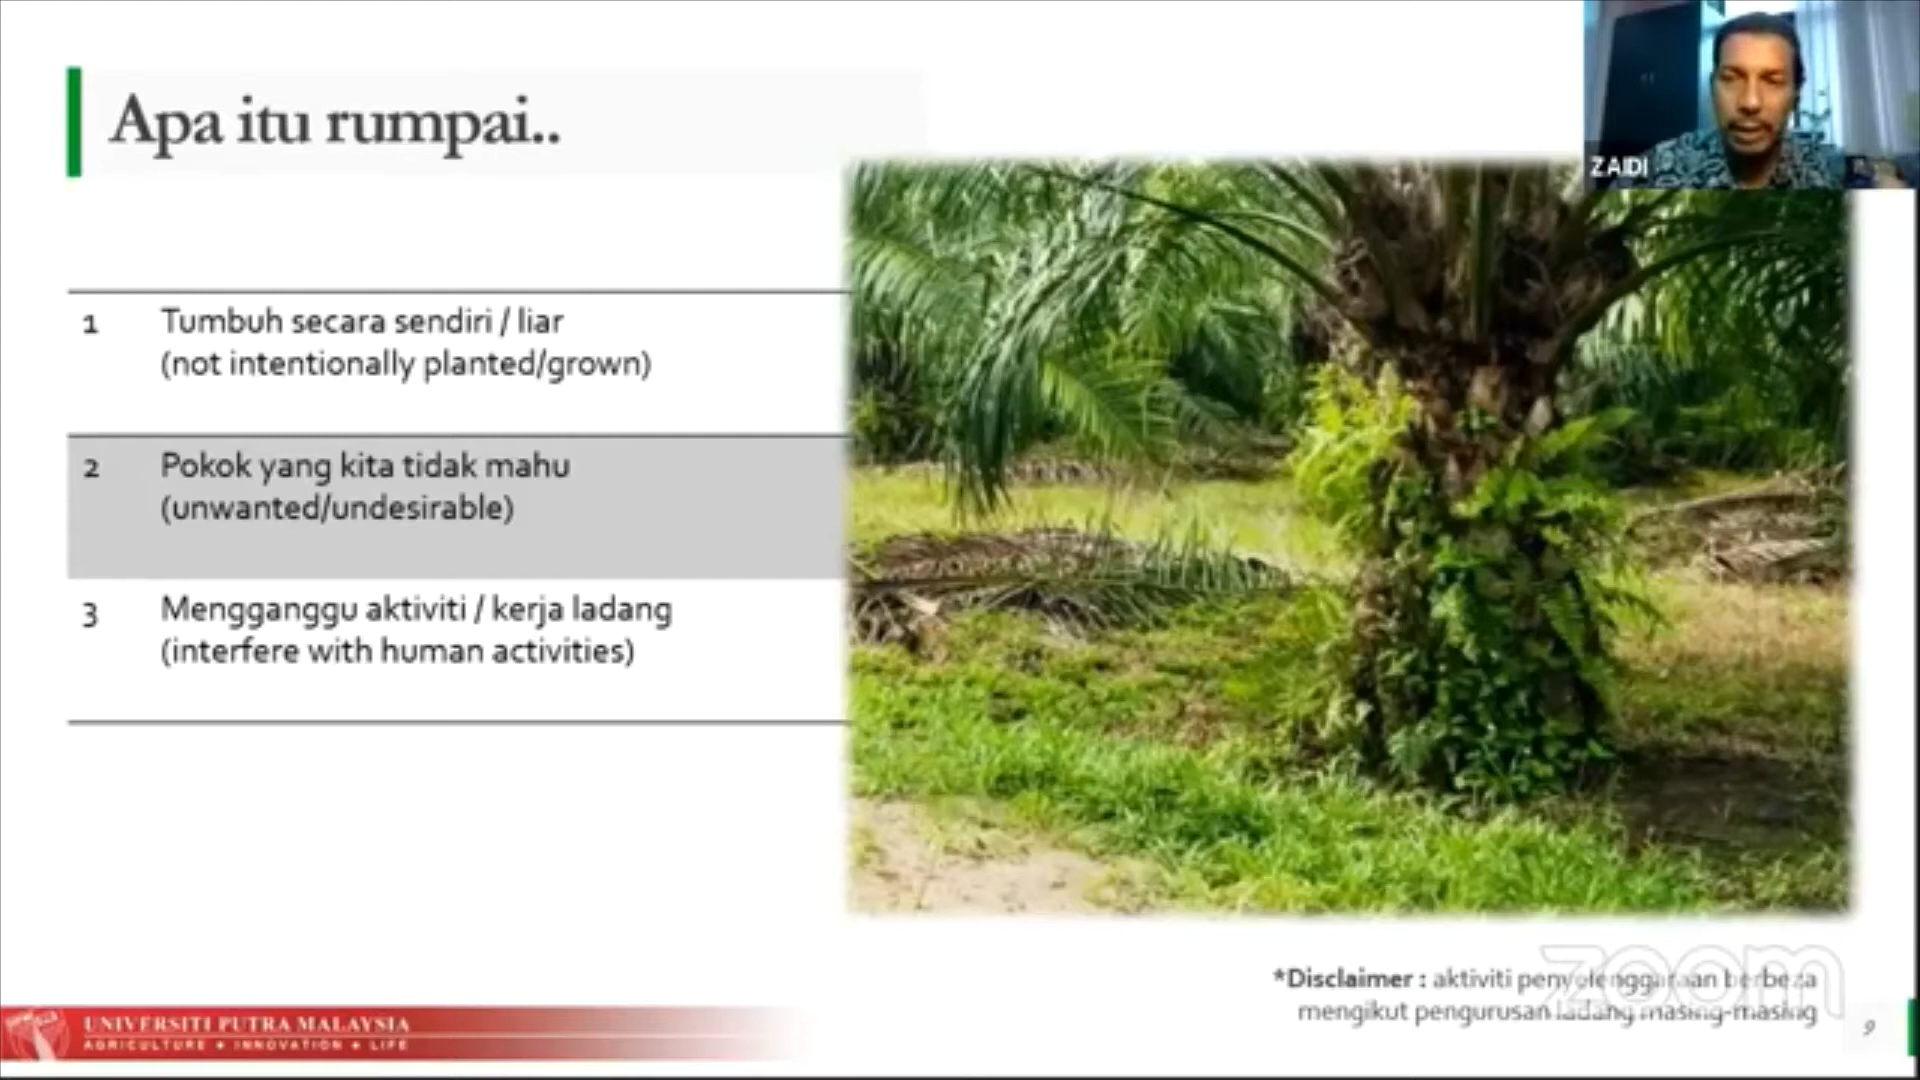 Apa itu rumpai..
ZAIDI
1 Tumbuh secara sendiri / liar
(not intentionally planted/grown)
2 Pokok yang kita tidak mahu
(unwanted/undesirable)
3 Mengganggu aktiviti / kerja ladang
(interfere with human activities)
*Disclaimer : aktiviti penyelenggaraan berbeza
mengikut pengurusan ladang masing-masing
zoom
UNIVERSITI PUTRA MALAYSIA
AGRICULTURE • INNOVATION • LIFE
9